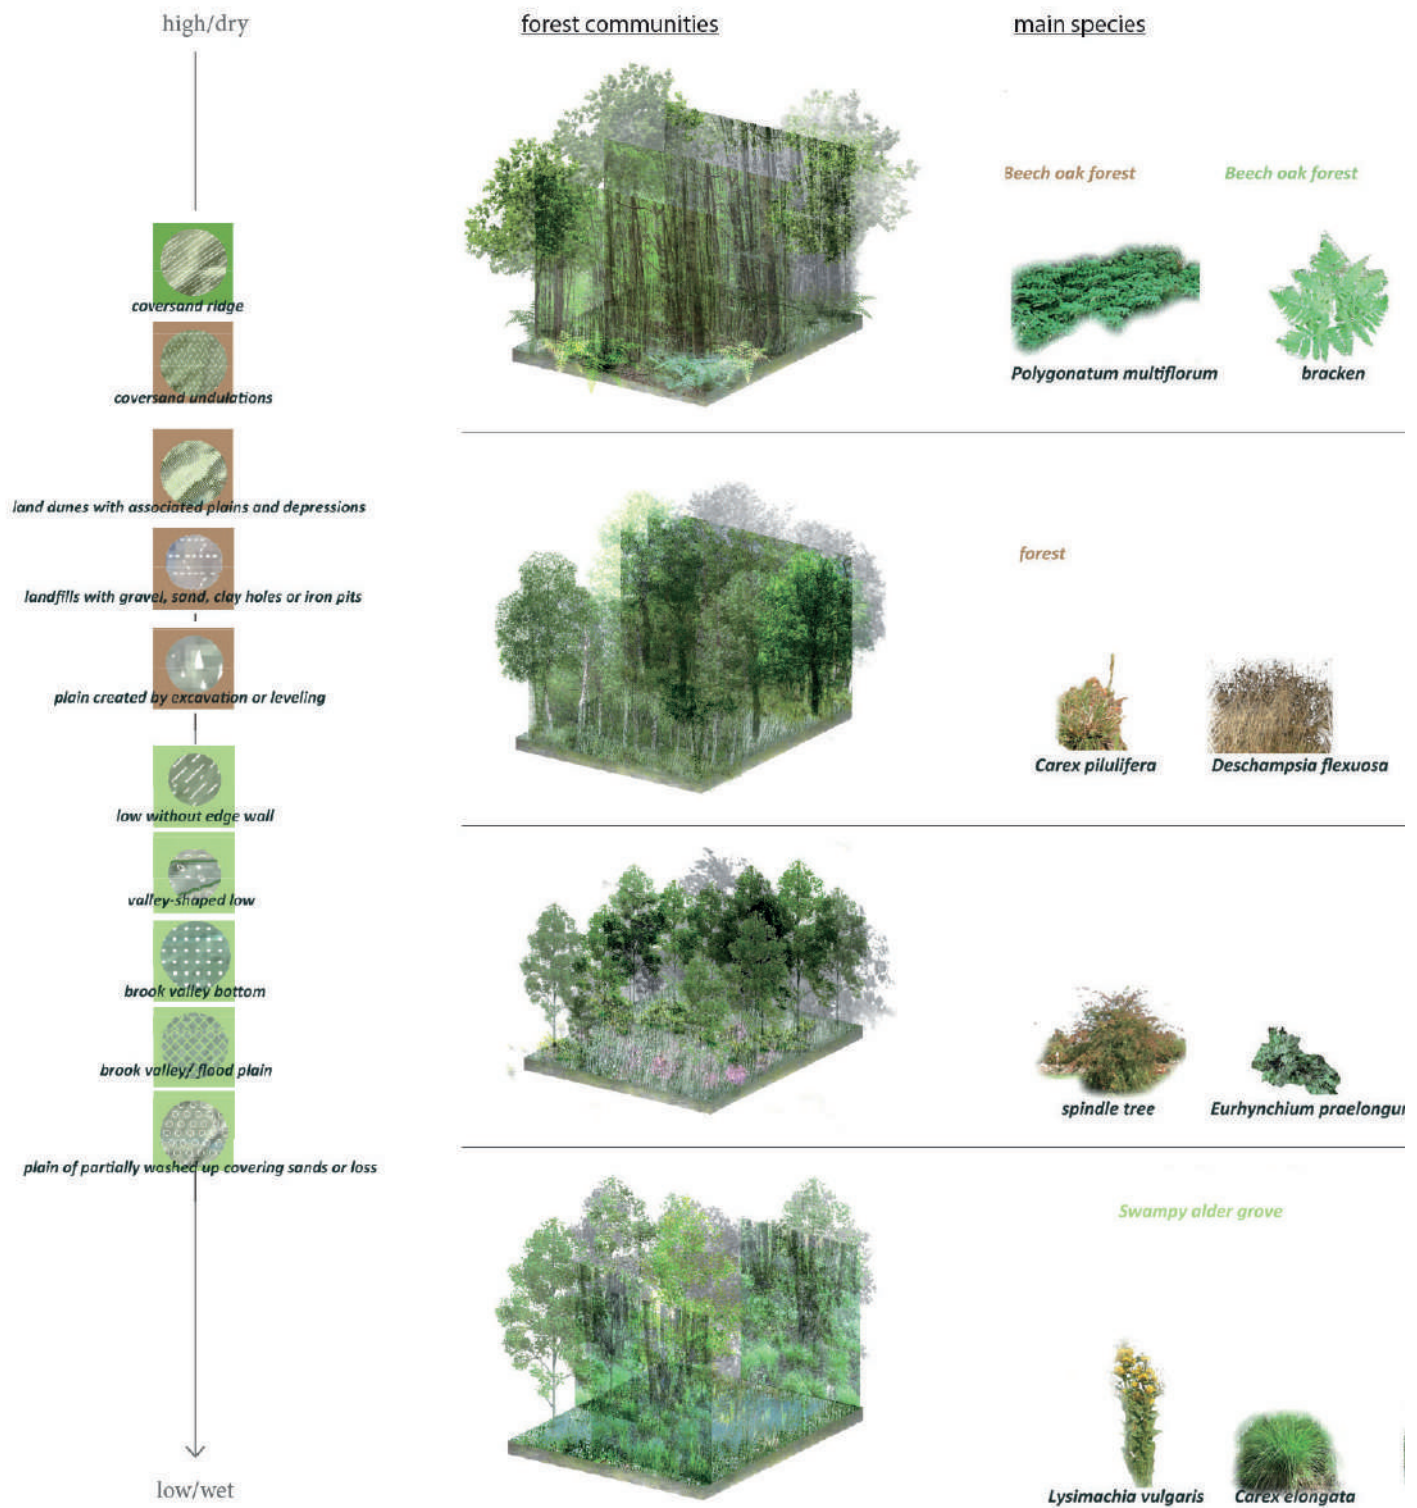 high/dry
forest communities
main species
Beech oak forest
Beech oak forest
coversand ridge
Polygonatum multiflorum
bracken
coversand undulations
land dunes with associated plains and depressions
forest
landfills with gravel, sand, clay holes or iron pits
plain created by excavation or leveling
Carex pilulifera
Deschampsia flexuosa
low without edge wall
valley-shaped low
brook valley bottom
brook valley/ flood plain
spindle tree
Eurhynchium praelongur
plain of partially washed up covering sands or loss
Swampy alder grove
low/wet
Lysimachia vulgaris
Carex elongata